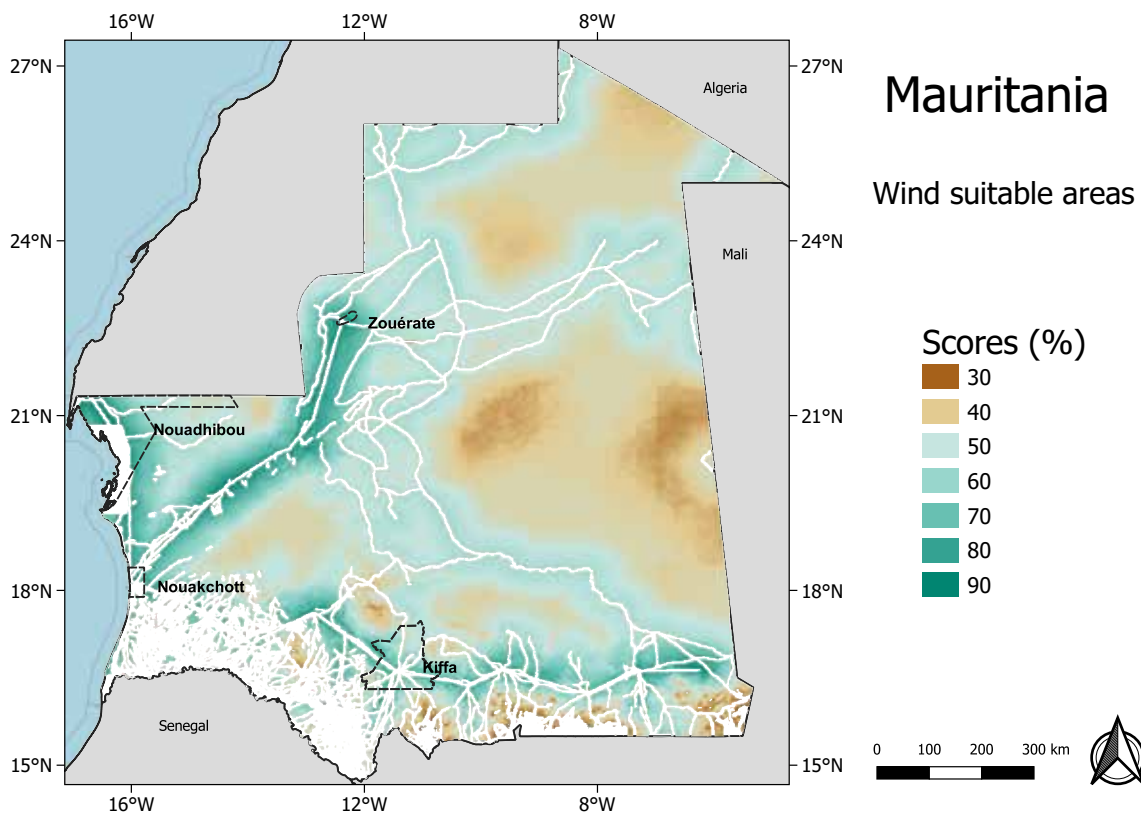 16°W 12°W 8°W
27°N 27°N
Algeria
Mauritania
Wind suitable areas
24°N 24°N
Mali
Zouérate
Scores (%)
30
40
50
60
70
80
90
21°N 21°N
Nouadhibou
18°N 18°N
Nouakchott
Kiffa
Senegal
0 100 200 300 km
15°N 15°N
16°W 12°W 8°W